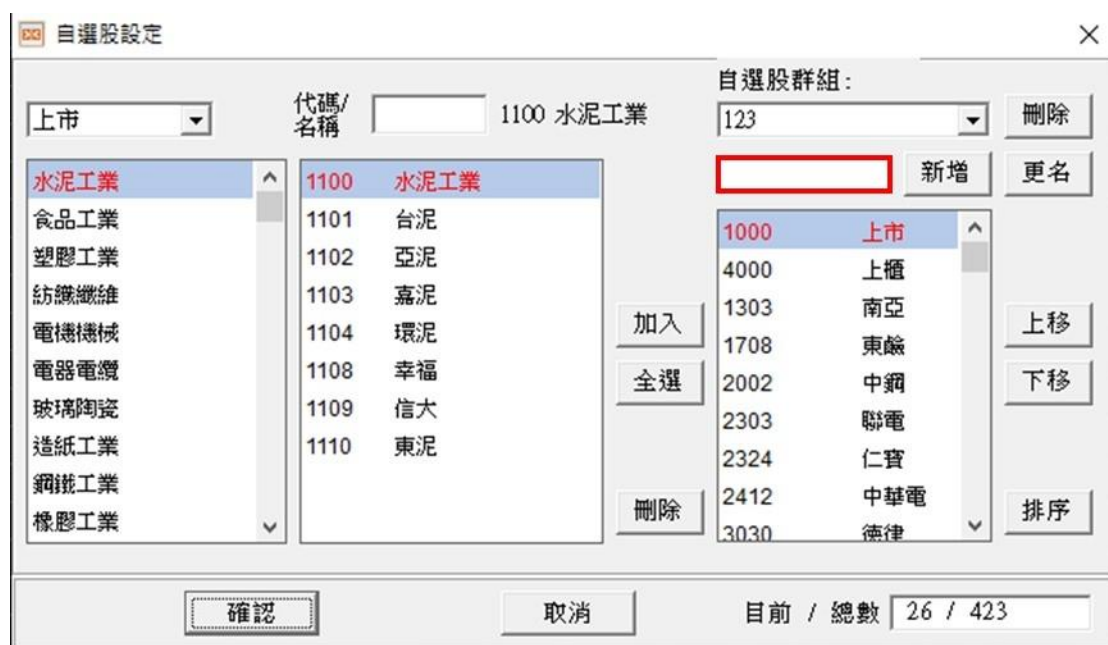 自選股設定
自選股群組:
上市
代碼/
名稱
1100 水泥工業
123
刪除
新增
更名
水泥工業
食品工業
塑膠工業
紡織纖維
電機機械
電器電纜
玻璃陶瓷
造紙工業
鋼鐵工業
橡膠工業
1100 水泥工業
1101 台泥
1102 亞泥
1103 嘉泥
1104 環泥
1108 幸福
1109 信大
1110 東泥
加入
全選
刪除
1000 上市
4000 上櫃
1303 南亞
1708 東鹼
2002 中鋼
2303 聯電
2324 仁寶
2412 中華電
3030 德律
上移
下移
排序
確認
取消
目前 / 總數 26 / 423